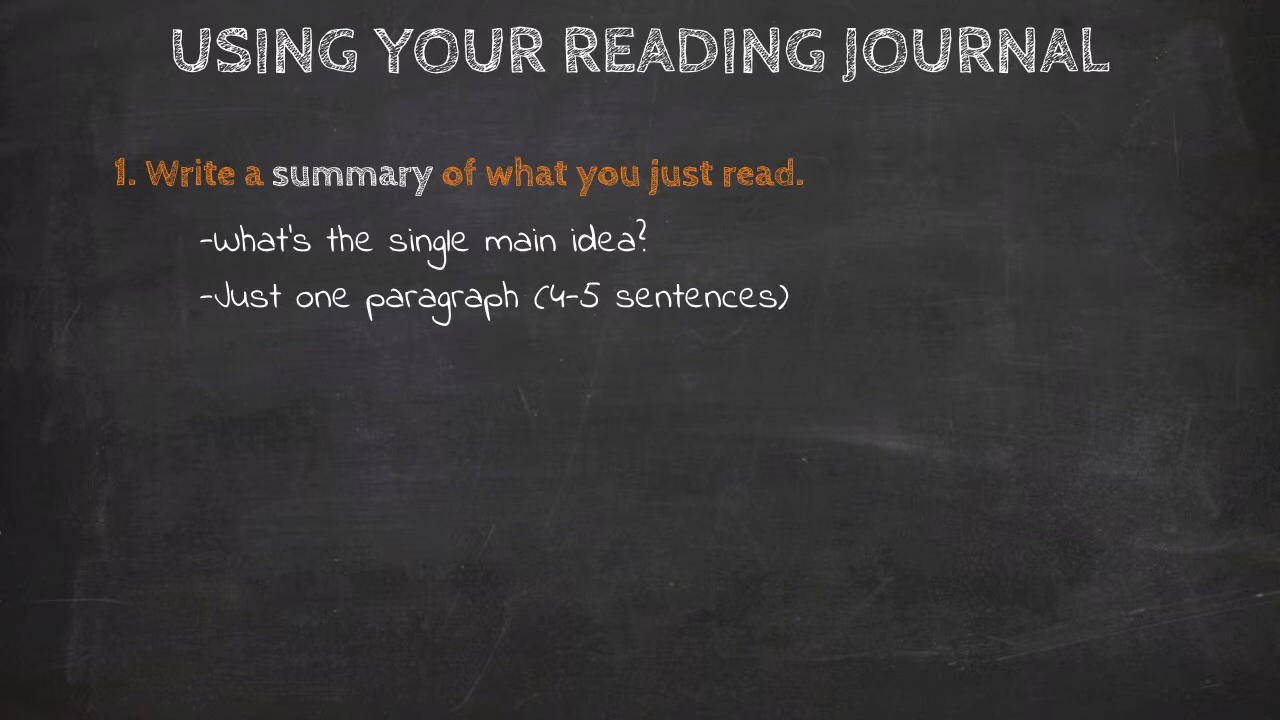 USING YOUR READING JOURNAL
1. Write a summary of what you just read.
-What's the single main idea?
-Just one paragraph (4-5 sentences)